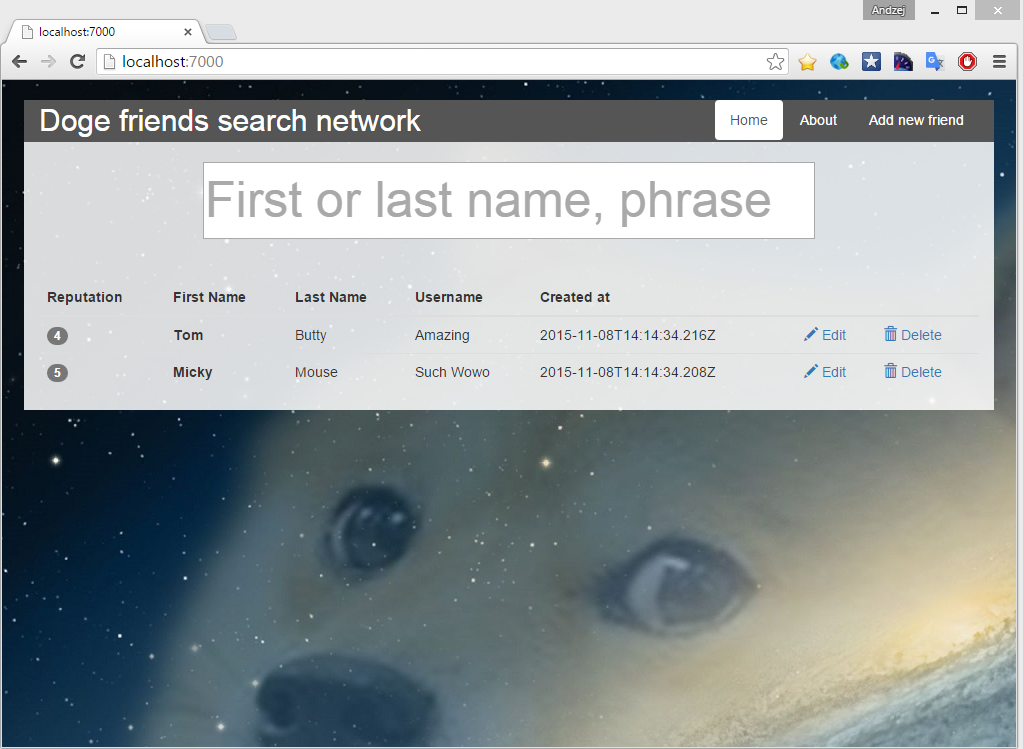 Andzej
localhost:7000
localhost:7000
Doge friends search network Home About Add new friend
First or last name, phrase
Reputation First Name Last Name Username Created at
4 Tom Butty Amazing 2015-11-08T14:14:34.216Z Edit Delete
5 Micky Mouse Such Wowo 2015-11-08T14:14:34.208Z Edit Delete